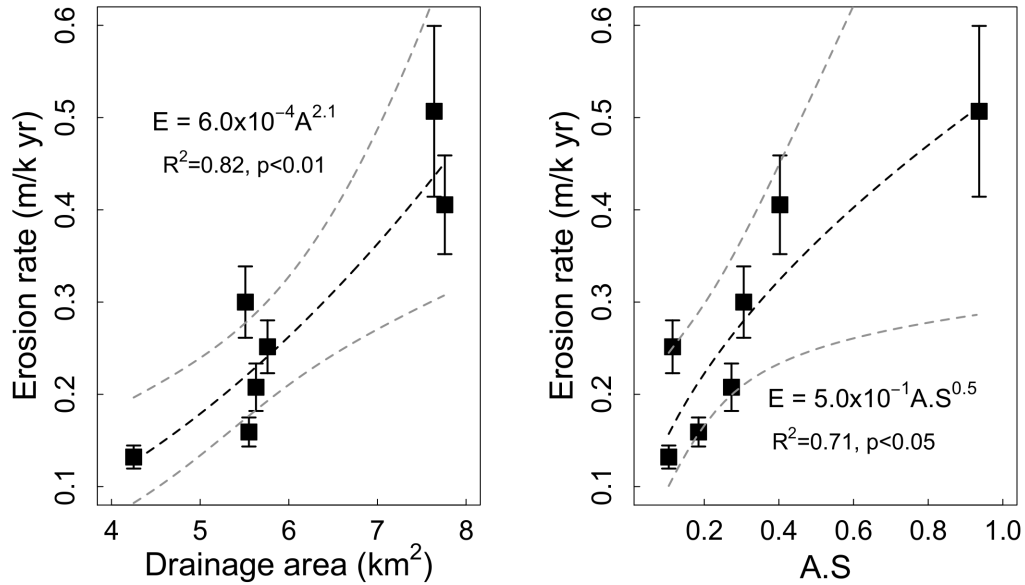 Erosion rate (m/k yr)
0.1 0.2 0.3 0.4 0.5 0.6
E = 6.0x10⁻⁴A²·¹
R²=0.82, p<0.01
4 5 6 7 8
Drainage area (km²)
Erosion rate (m/k yr)
0.1 0.2 0.3 0.4 0.5 0.6
E = 5.0x10⁻¹A.S⁰·⁵
R²=0.71, p<0.05
0.2 0.4 0.6 0.8 1.0
A.S